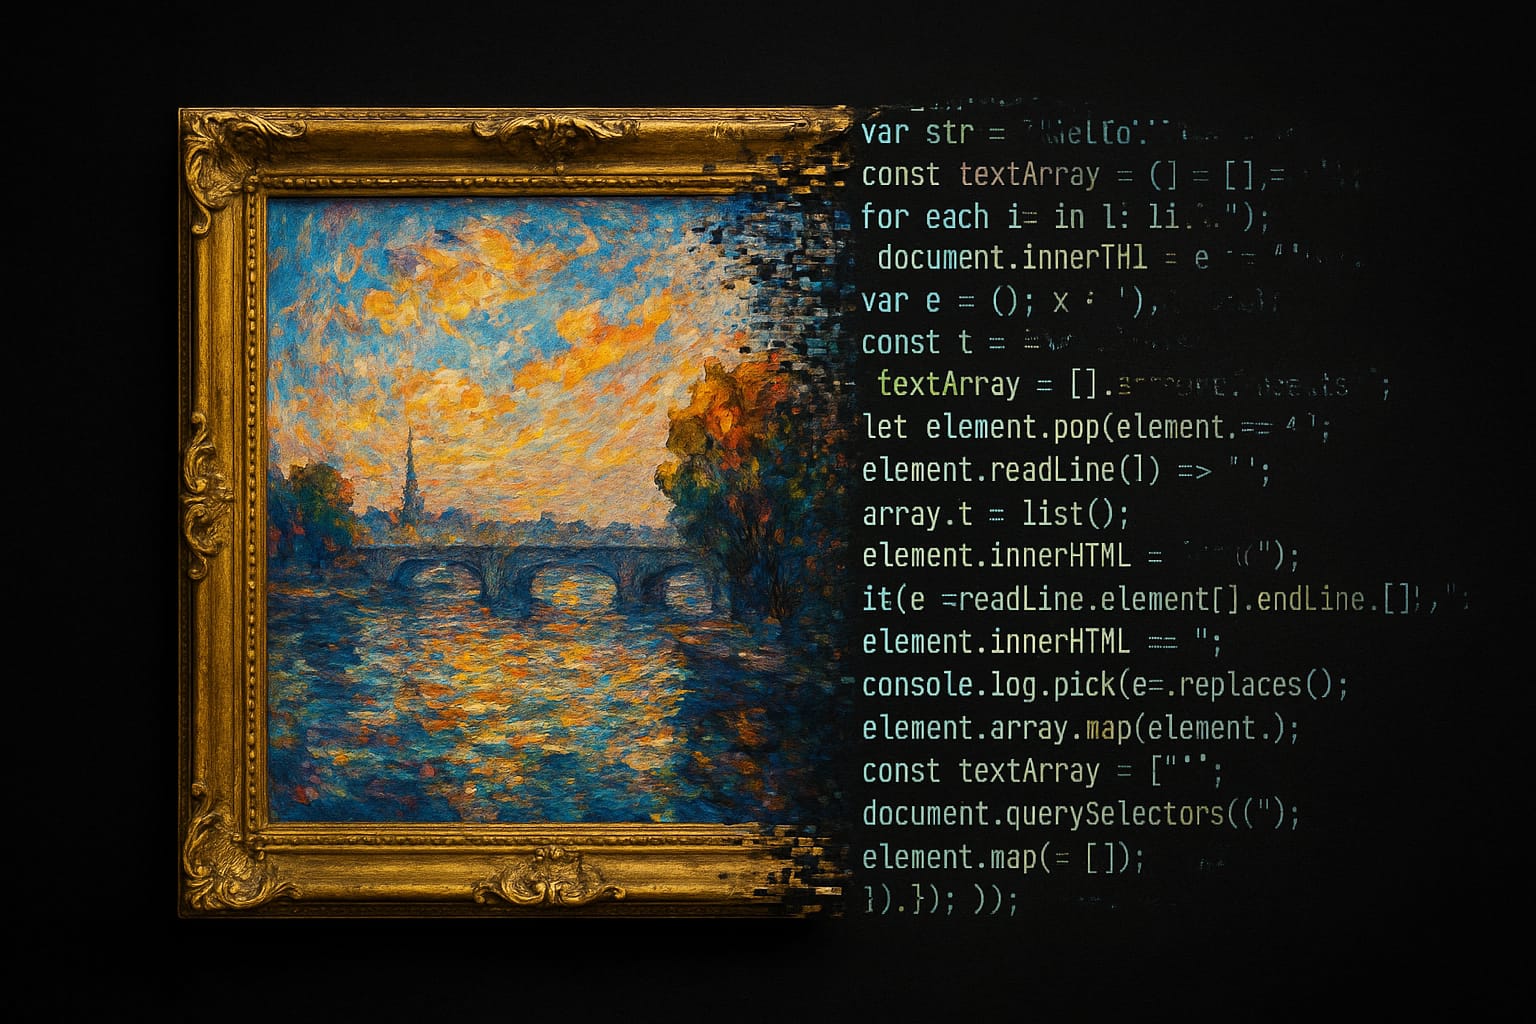 var str =
const textArray = (] = [],=
for each i= in l: li. ");
document.innerTHl = e
var e = (); x : '),
const t =
textArray = []. ;
let element.pop(element.== 4 ';
element.readLine(]) => " ';
array.t = list();
element.innerHTML = (");
it(e =readLine.element[].endLine.[]
element.innerHTML == ";
console.log.pick(e=.replaces();
element.array.map(element.);
const textArray = ["'';
document.querySelectors((");
element.map(= []);
]).}); ));